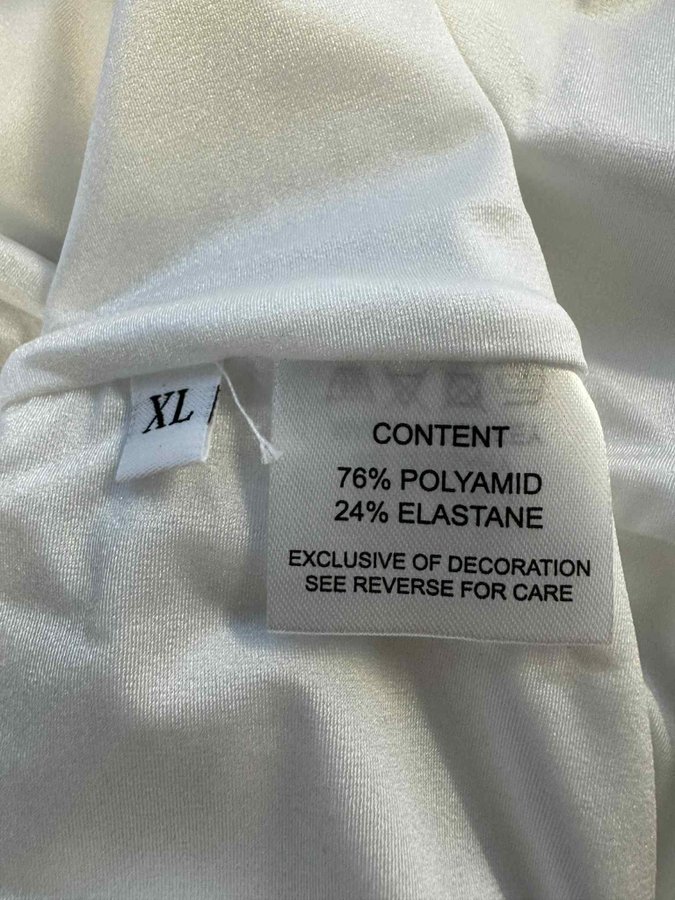 XL
CONTENT
76% POLYAMID
24% ELASTANE
EXCLUSIVE OF DECORATION
SEE REVERSE FOR CARE